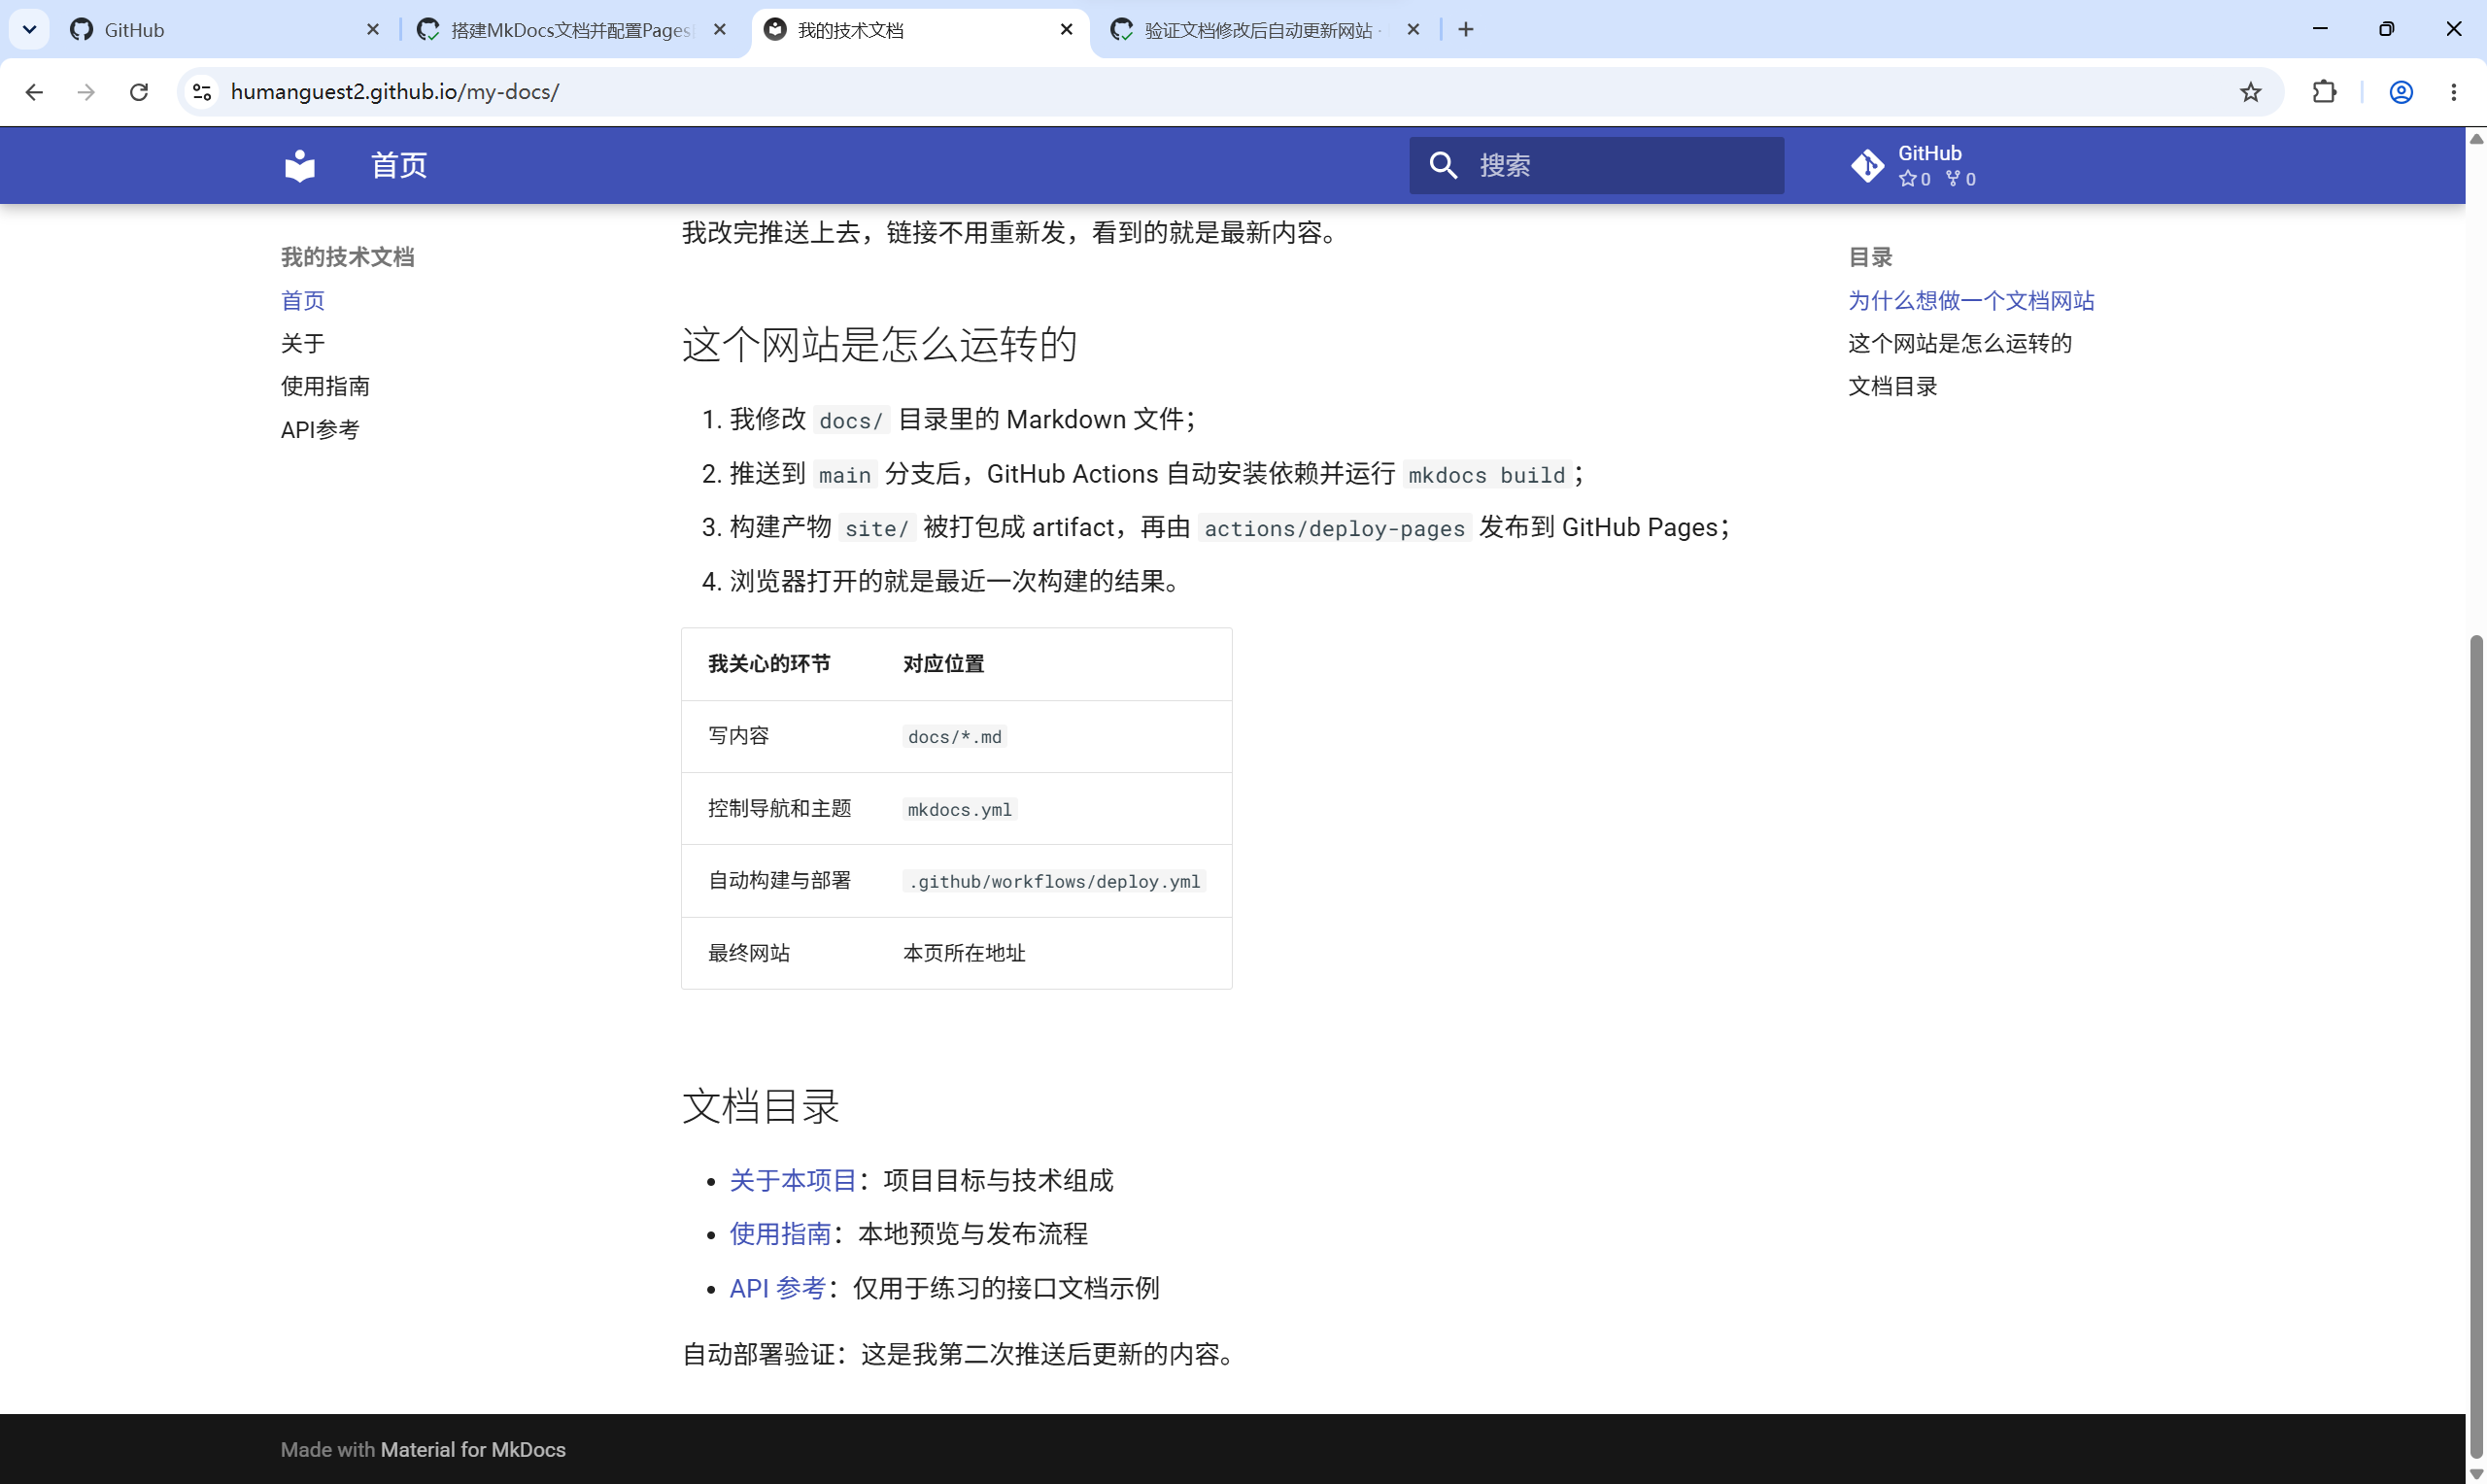 GitHub
搭建MkDocs文档并配置Pages
我的技术文档
验证文档修改后自动更新网站 ·
humanguest2.github.io/my-docs/
首页
搜索
GitHub
0 0
我的技术文档
首页
关于
使用指南
API参考
我改完推送上去，链接不用重新发，看到的就是最新内容。
这个网站是怎么运转的
1. 我修改 docs/ 目录里的 Markdown 文件；
2. 推送到 main 分支后，GitHub Actions 自动安装依赖并运行 mkdocs build；
3. 构建产物 site/ 被打包成 artifact，再由 actions/deploy-pages 发布到 GitHub Pages；
4. 浏览器打开的就是最近一次构建的结果。
我关心的环节 对应位置
写内容 docs/*.md
控制导航和主题 mkdocs.yml
自动构建与部署 .github/workflows/deploy.yml
最终网站 本页所在地址
文档目录
• 关于本项目：项目目标与技术组成
• 使用指南：本地预览与发布流程
• API 参考：仅用于练习的接口文档示例
自动部署验证：这是我第二次推送后更新的内容。
目录
为什么想做一个文档网站
这个网站是怎么运转的
文档目录
Made with Material for MkDocs